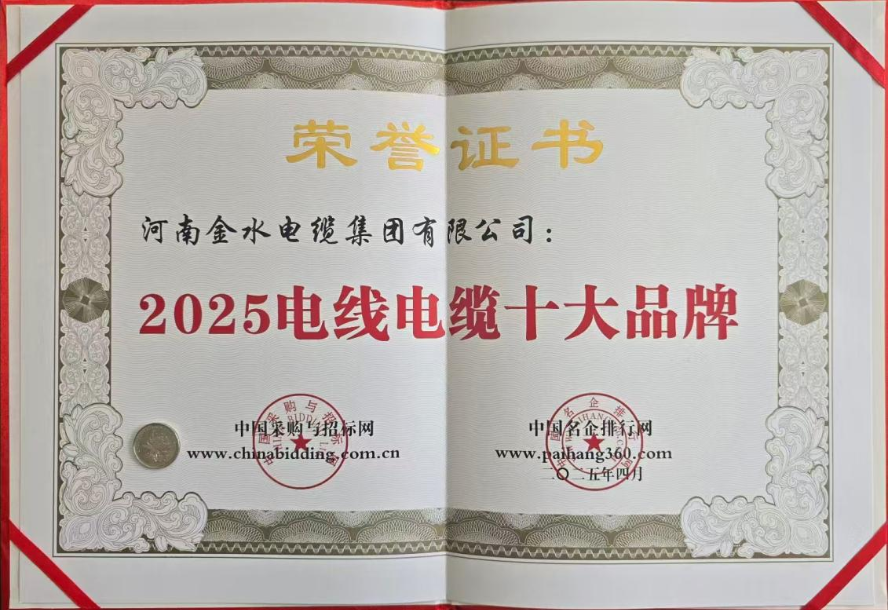 荣誉证书
河南金水电缆集团有限公司：
2025电线电缆十大品牌
中国采购与招标网
www.chinabidding.com.cn
中国名企排行网
www.paihang360.com
二〇二五年四月